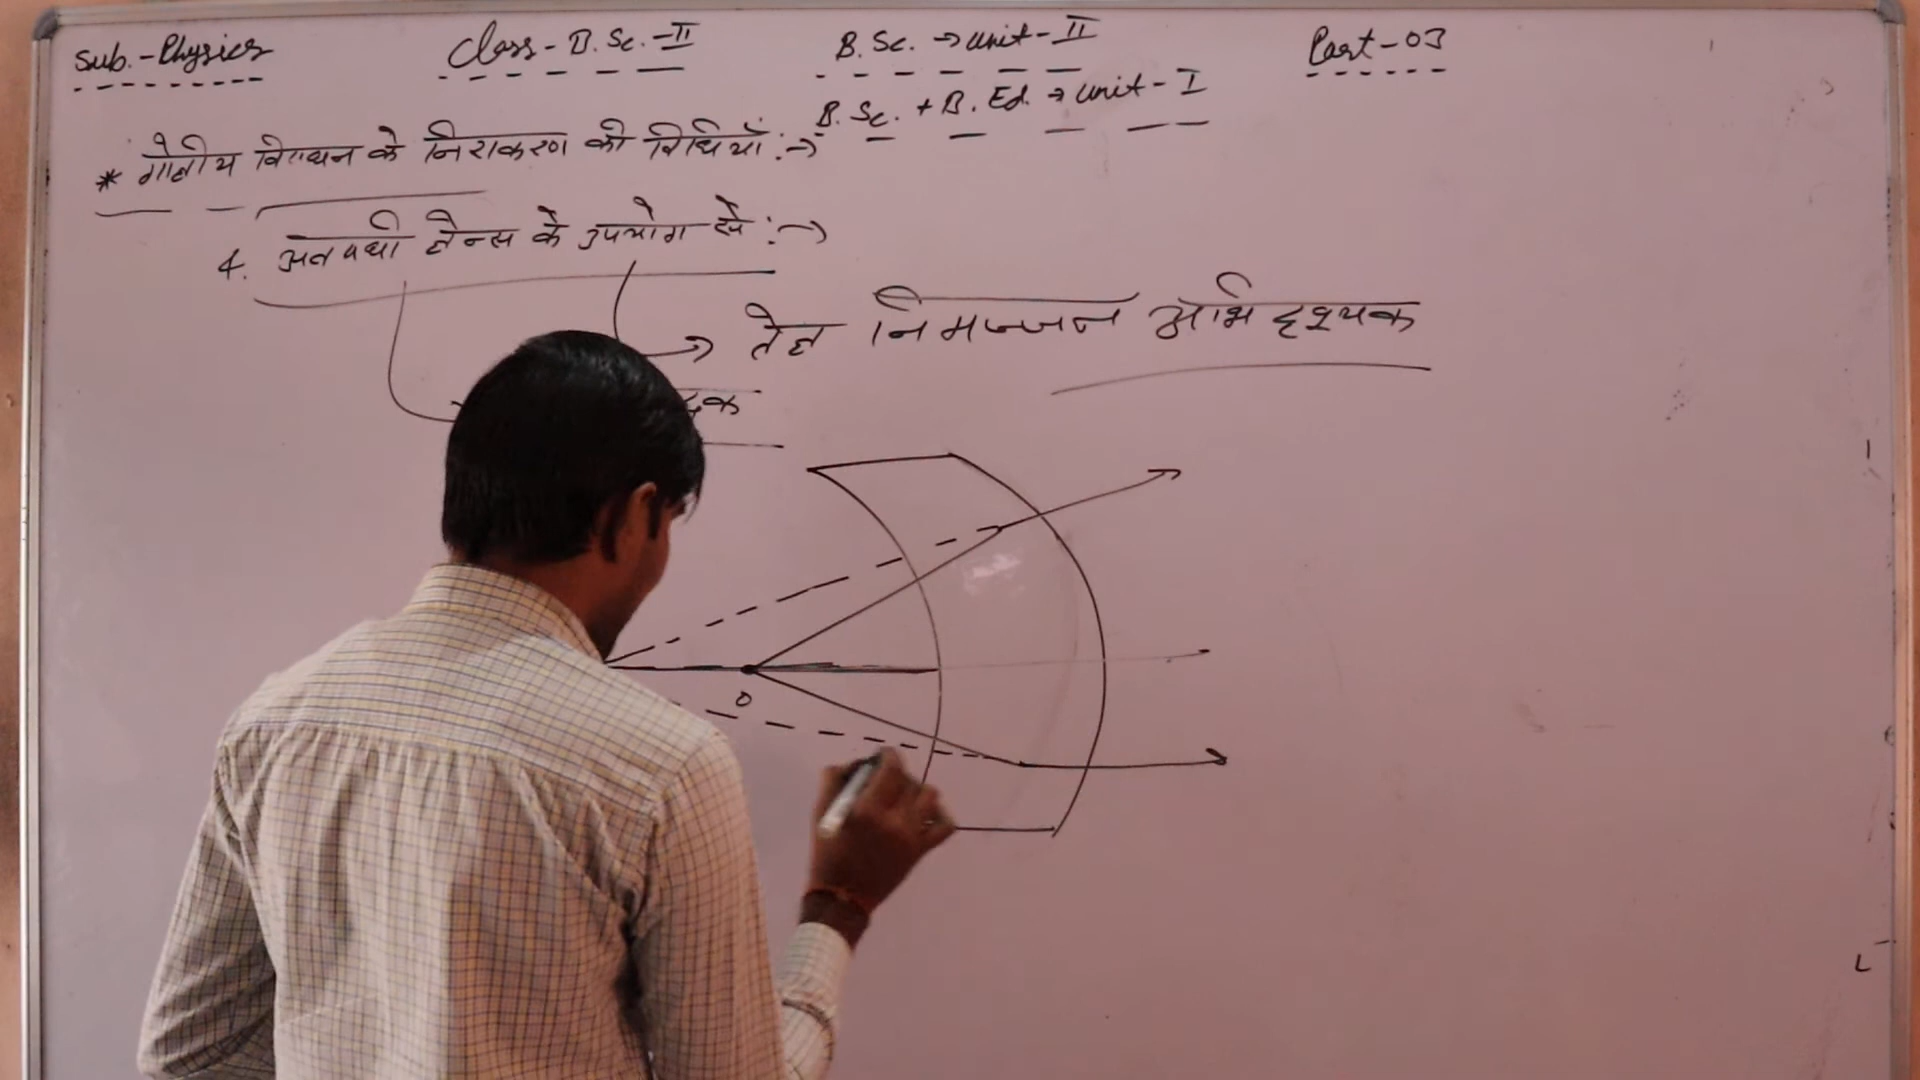 Sub.-Physics Class-B.Sc.-II B.Sc. → unit-II Part-03
B.Sc. + B.Ed. → unit-I
* गोलीय विपथन के निराकरण की विधियाँ :→
4. अनपथी लैन्स के उपयोग से :→
→ तेल निमज्जन अभिदृश्यक
O